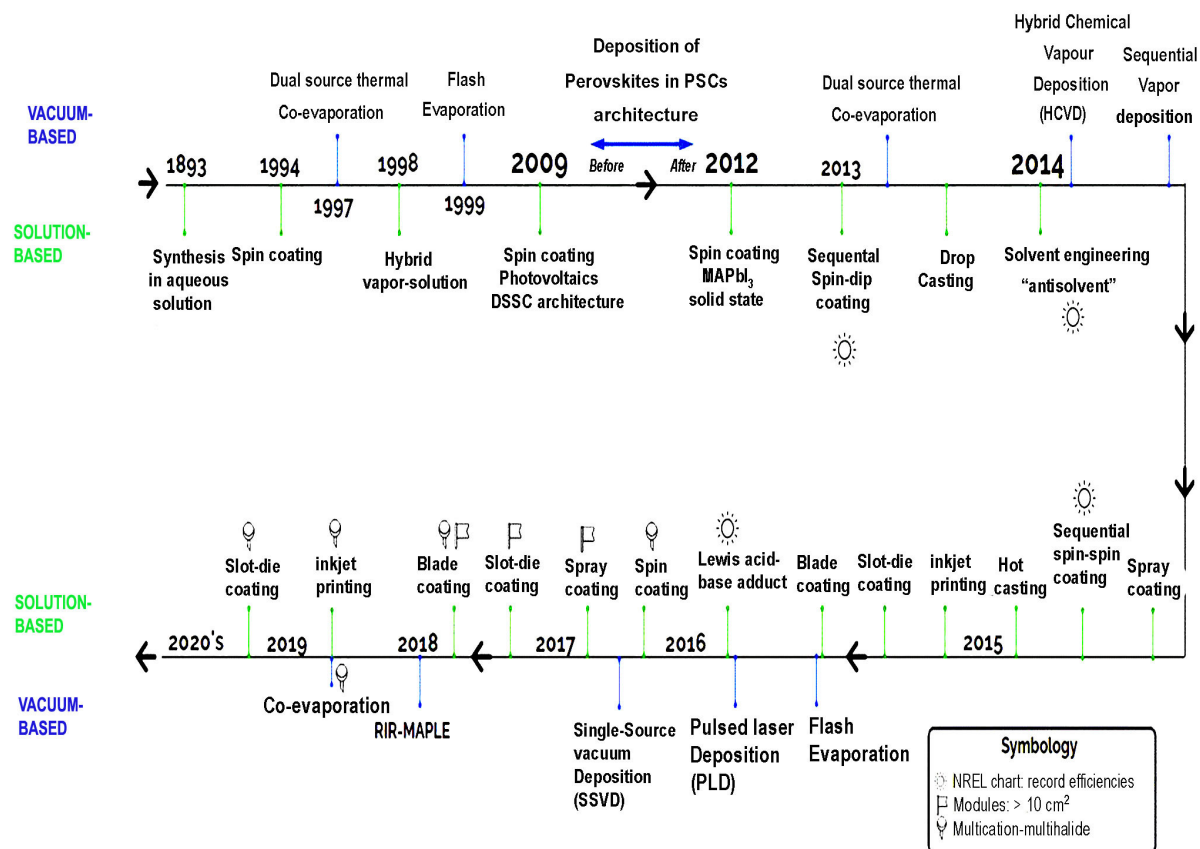 Deposition of
Perovskites in PSCs
architecture
Before
After
VACUUM-
BASED
Dual source thermal
Co-evaporation
Flash
Evaporation
Dual source thermal
Co-evaporation
Hybrid Chemical
Vapour
Deposition
(HCVD)
Sequential
Vapor
deposition
1893
1994
1997
1998
1999
2009
2012
2013
2014
SOLUTION-
BASED
Synthesis
in aqueous
solution
Spin coating
Hybrid
vapor-solution
Spin coating
Photovoltaics
DSSC architecture
Spin coating
MAPbI₃
solid state
Sequental
Spin-dip
coating
Drop
Casting
Solvent engineering
“antisolvent”
SOLUTION-
BASED
Slot-die
coating
inkjet
printing
Blade
coating
Slot-die
coating
Spray
coating
Spin
coating
Lewis acid-
base adduct
Blade
coating
Slot-die
coating
inkjet
printing
Hot
casting
Sequential
spin-spin
coating
Spray
coating
2020's
2019
2018
2017
2016
2015
VACUUM-
BASED
Co-evaporation
RIR-MAPLE
Single-Source
vacuum
Deposition
(SSVD)
Pulsed laser
Deposition
(PLD)
Flash
Evaporation
Symbology
NREL chart: record efficiencies
Modules: > 10 cm²
Multication-multihalide